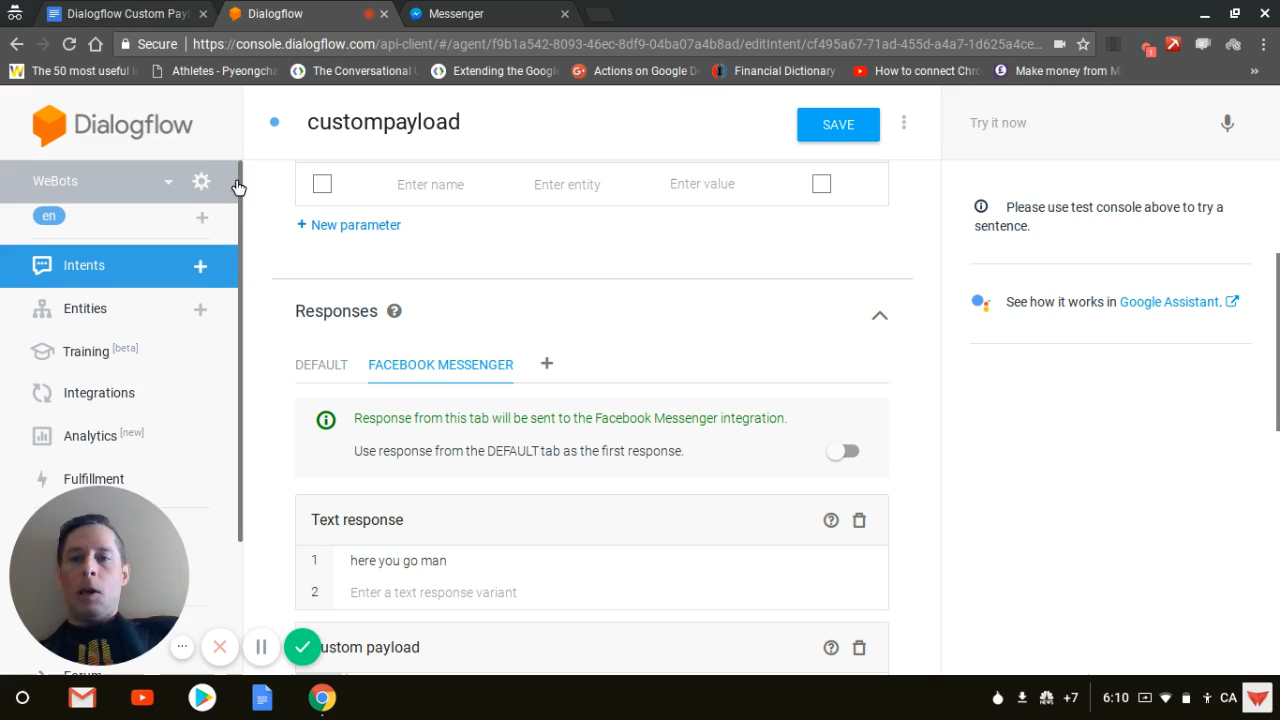 Dialogflow Custom Pay
Dialogflow
Messenger
Secure
https://console.dialogflow.com/api-client/#/agent/f9b1a542-8093-46ec-8df9-04ba07a4b8ad/editIntent/cf495a67-71ad-455d-a4a7-1d625a4ce...
The 50 most useful I
Athletes - Pyeongcha
The Conversational U
Extending the Googl
Actions on Google D
Financial Dictionary
How to connect Chro
Make money from M
»
Dialogflow
custompayload
SAVE
Try it now
WeBots
en
Intents
Entities
Training [beta]
Integrations
Analytics [new]
Fulfillment
Enter name
Enter entity
Enter value
+ New parameter
Responses
DEFAULT
FACEBOOK MESSENGER
+
Response from this tab will be sent to the Facebook Messenger integration.
Use response from the DEFAULT tab as the first response.
Text response
1 here you go man
2 Enter a text response variant
ustom payload
Please use test console above to try a
sentence.
See how it works in Google Assistant.
+7
6:10
CA